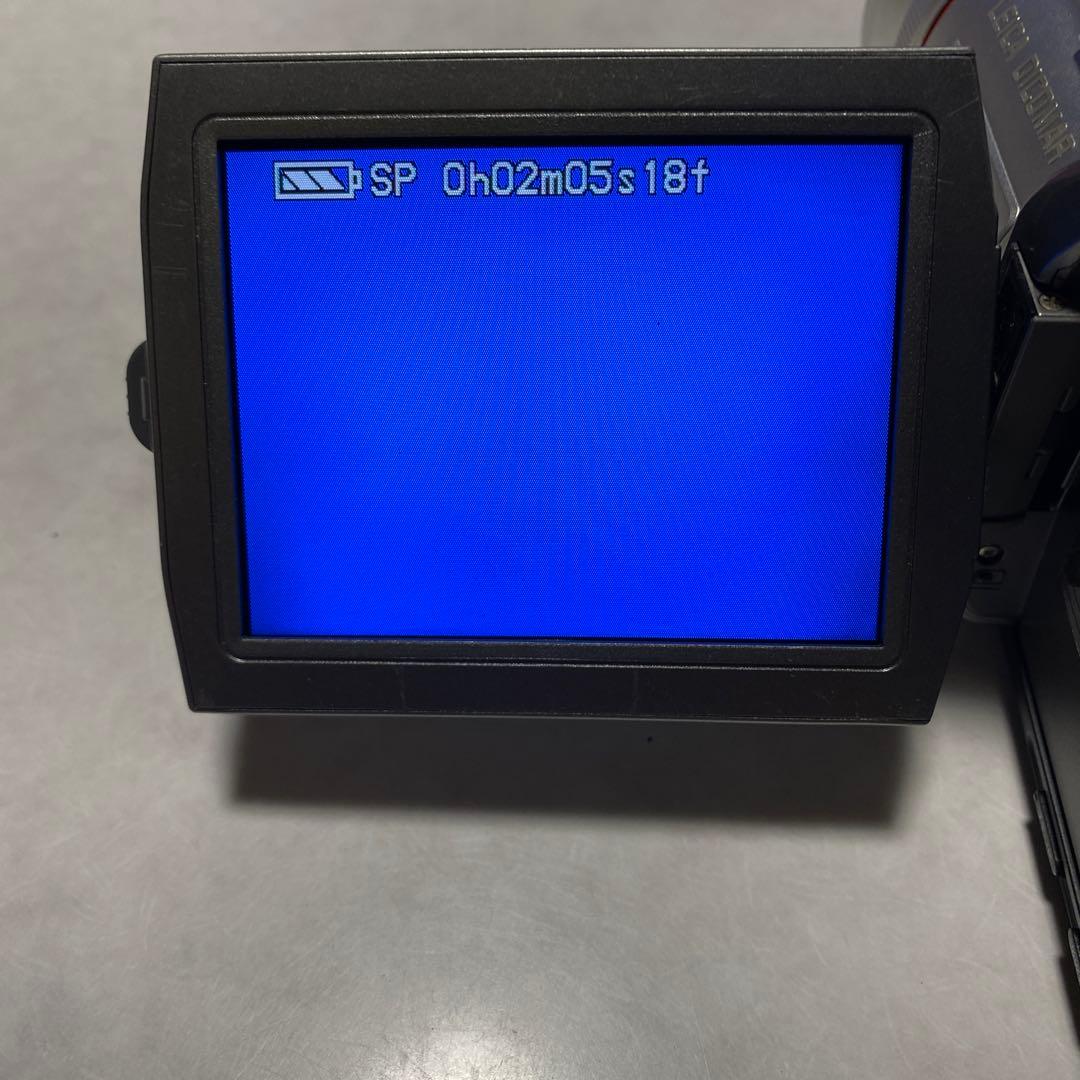 SP 0h02m05s18f
LEICA DICOMAR